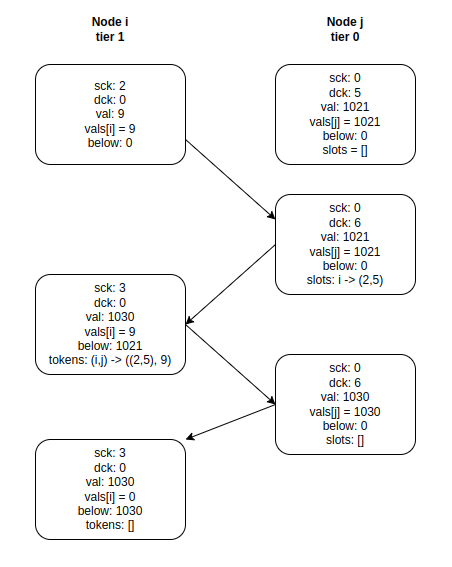 Node i
tier 1
Node j
tier 0
sck: 2
dck: 0
val: 9
vals[i] = 9
below: 0
sck: 0
dck: 5
val: 1021
vals[j] = 1021
below: 0
slots = []
sck: 0
dck: 6
val: 1021
vals[j] = 1021
below: 0
slots: i -> (2,5)
sck: 3
dck: 0
val: 1030
vals[i] = 9
below: 1021
tokens: (i,j) -> ((2,5), 9)
sck: 0
dck: 6
val: 1030
vals[j] = 1030
below: 0
slots: []
sck: 3
dck: 0
val: 1030
vals[i] = 0
below: 1030
tokens: []